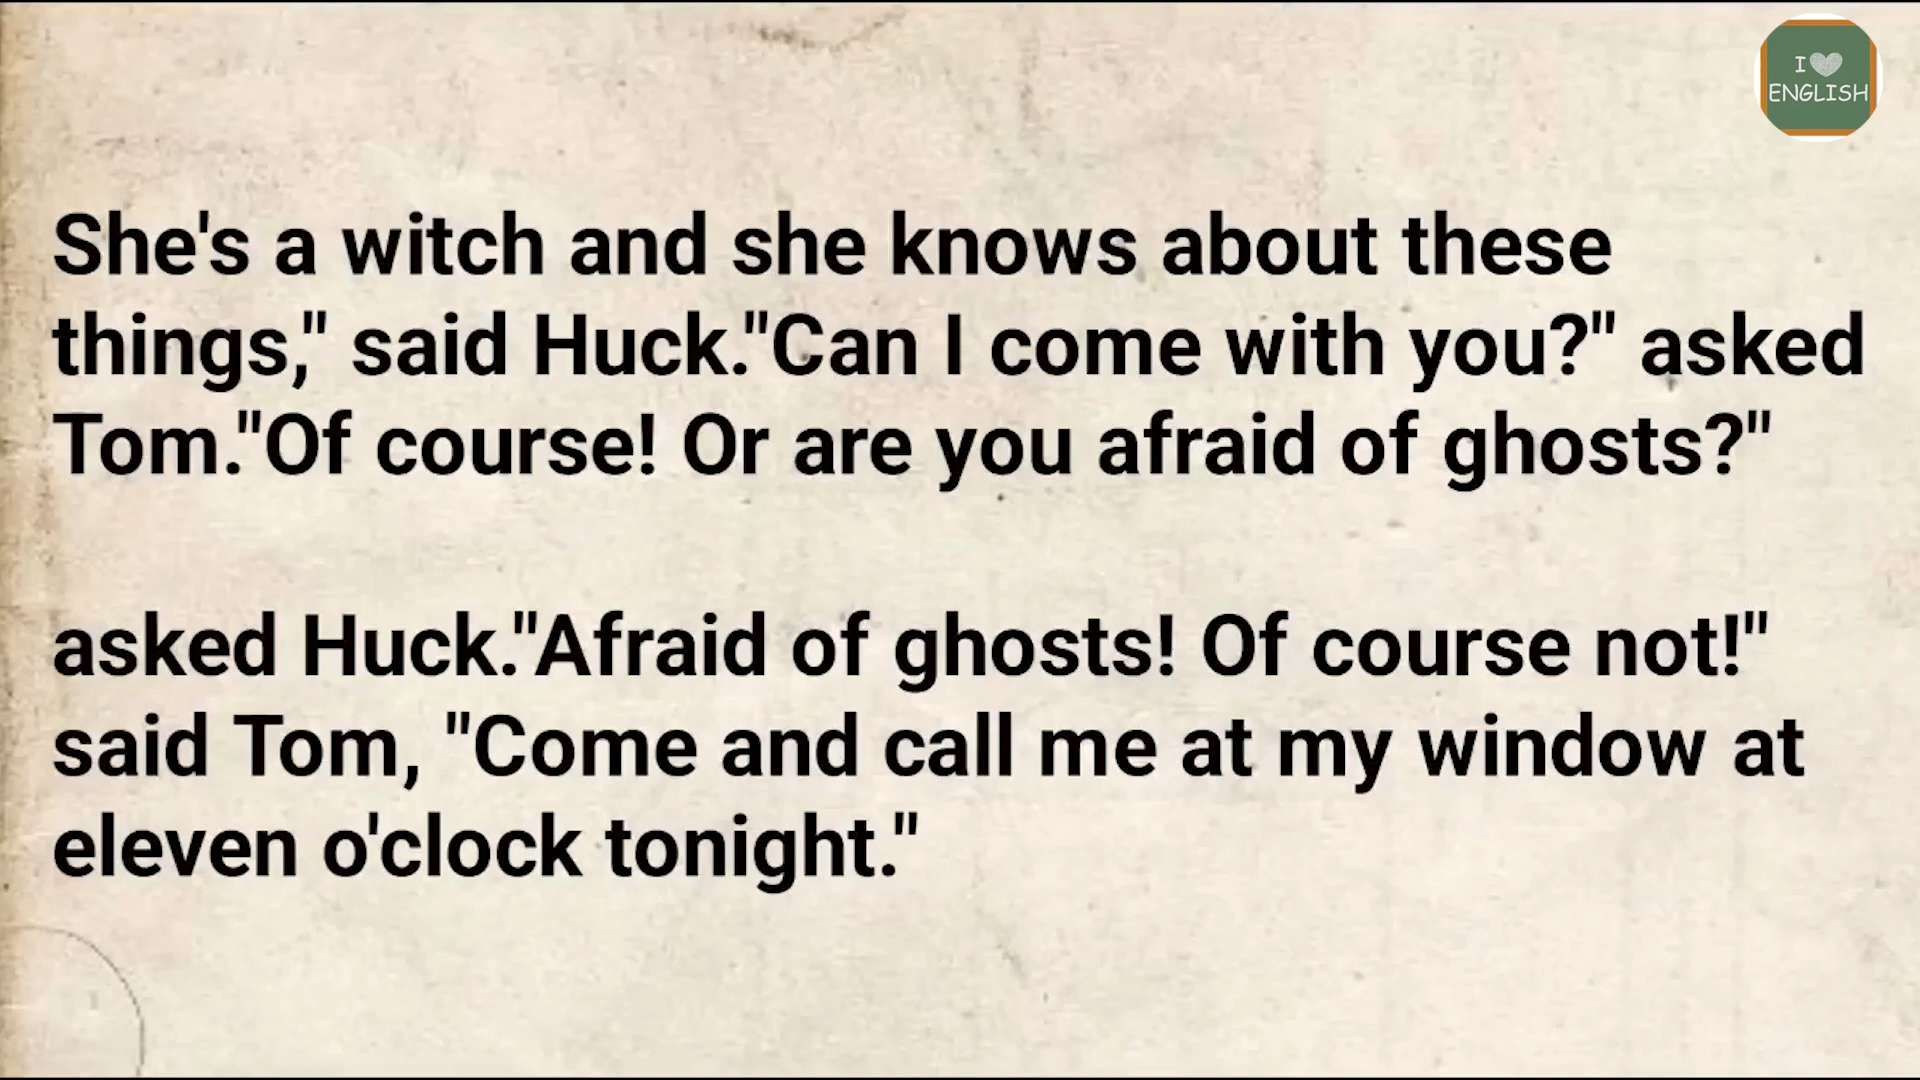 I
ENGLISH
She's a witch and she knows about these
things," said Huck."Can I come with you?" asked
Tom."Of course! Or are you afraid of ghosts?"
asked Huck."Afraid of ghosts! Of course not!"
said Tom, "Come and call me at my window at
eleven o'clock tonight."